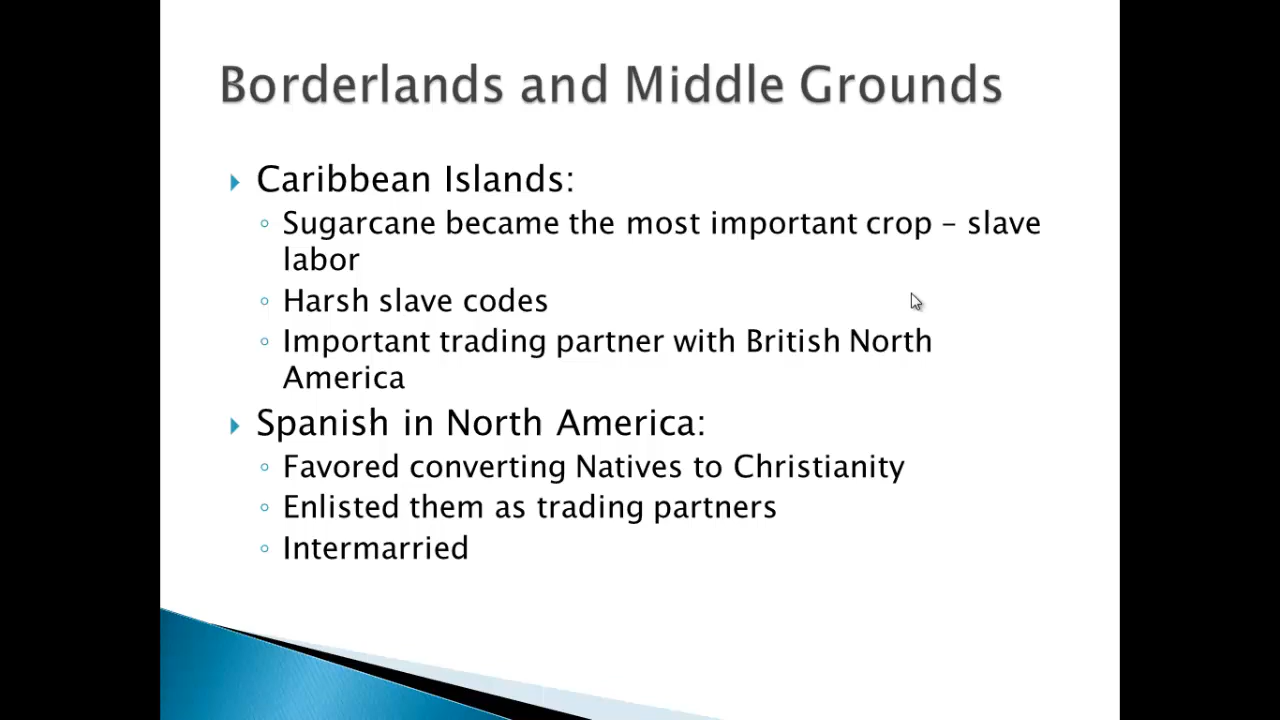 Borderlands and Middle Grounds
Caribbean Islands:
Sugarcane became the most important crop – slave
labor
Harsh slave codes
Important trading partner with British North
America
Spanish in North America:
Favored converting Natives to Christianity
Enlisted them as trading partners
Intermarried